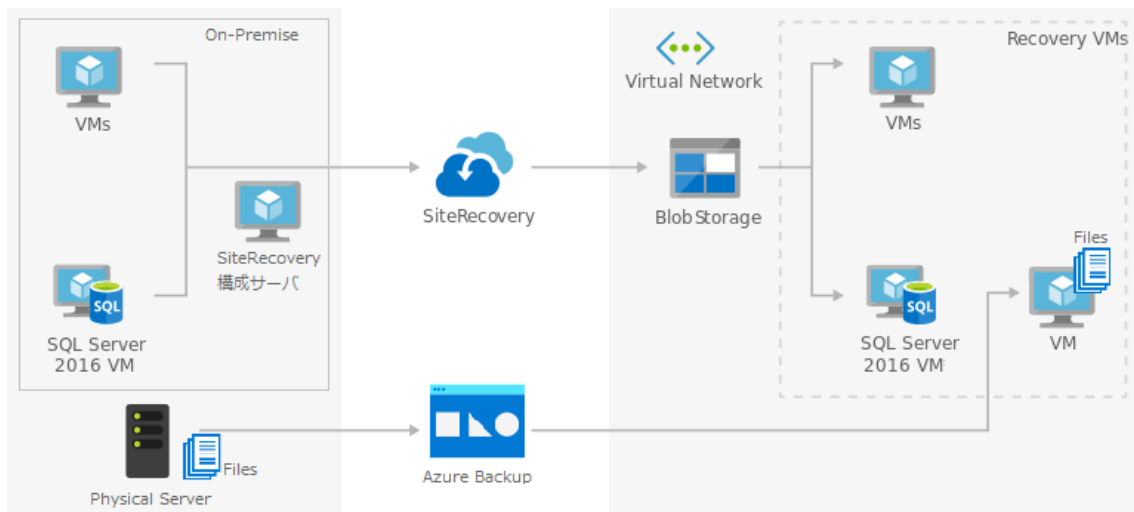 On-Premise
VMs
SiteRecovery
構成サーバ
SQL
SQL Server
2016 VM
Files
Physical Server
SiteRecovery
Azure Backup
Virtual Network
Blob Storage
Recovery VMs
VMs
SQL
SQL Server
2016 VM
Files
VM